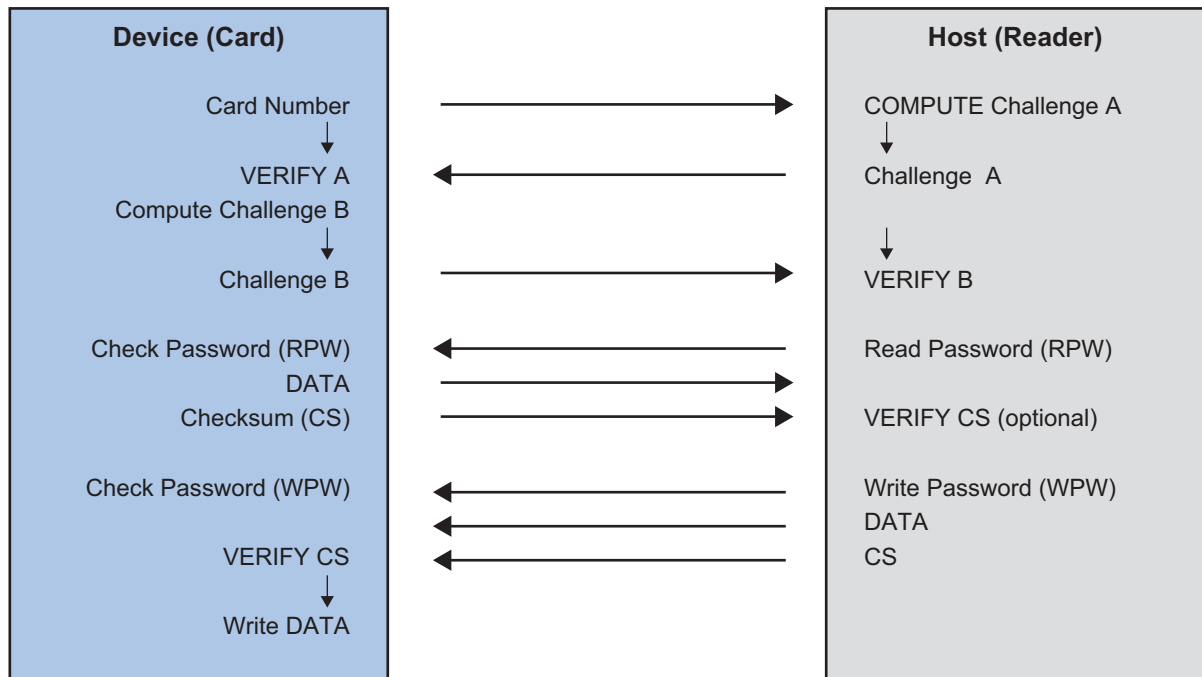 Device (Card)
Host (Reader)
Card Number
COMPUTE Challenge A
VERIFY A
Challenge A
Compute Challenge B
Challenge B
VERIFY B
Check Password (RPW)
Read Password (RPW)
DATA
Checksum (CS)
VERIFY CS (optional)
Check Password (WPW)
Write Password (WPW)
DATA
VERIFY CS
CS
Write DATA